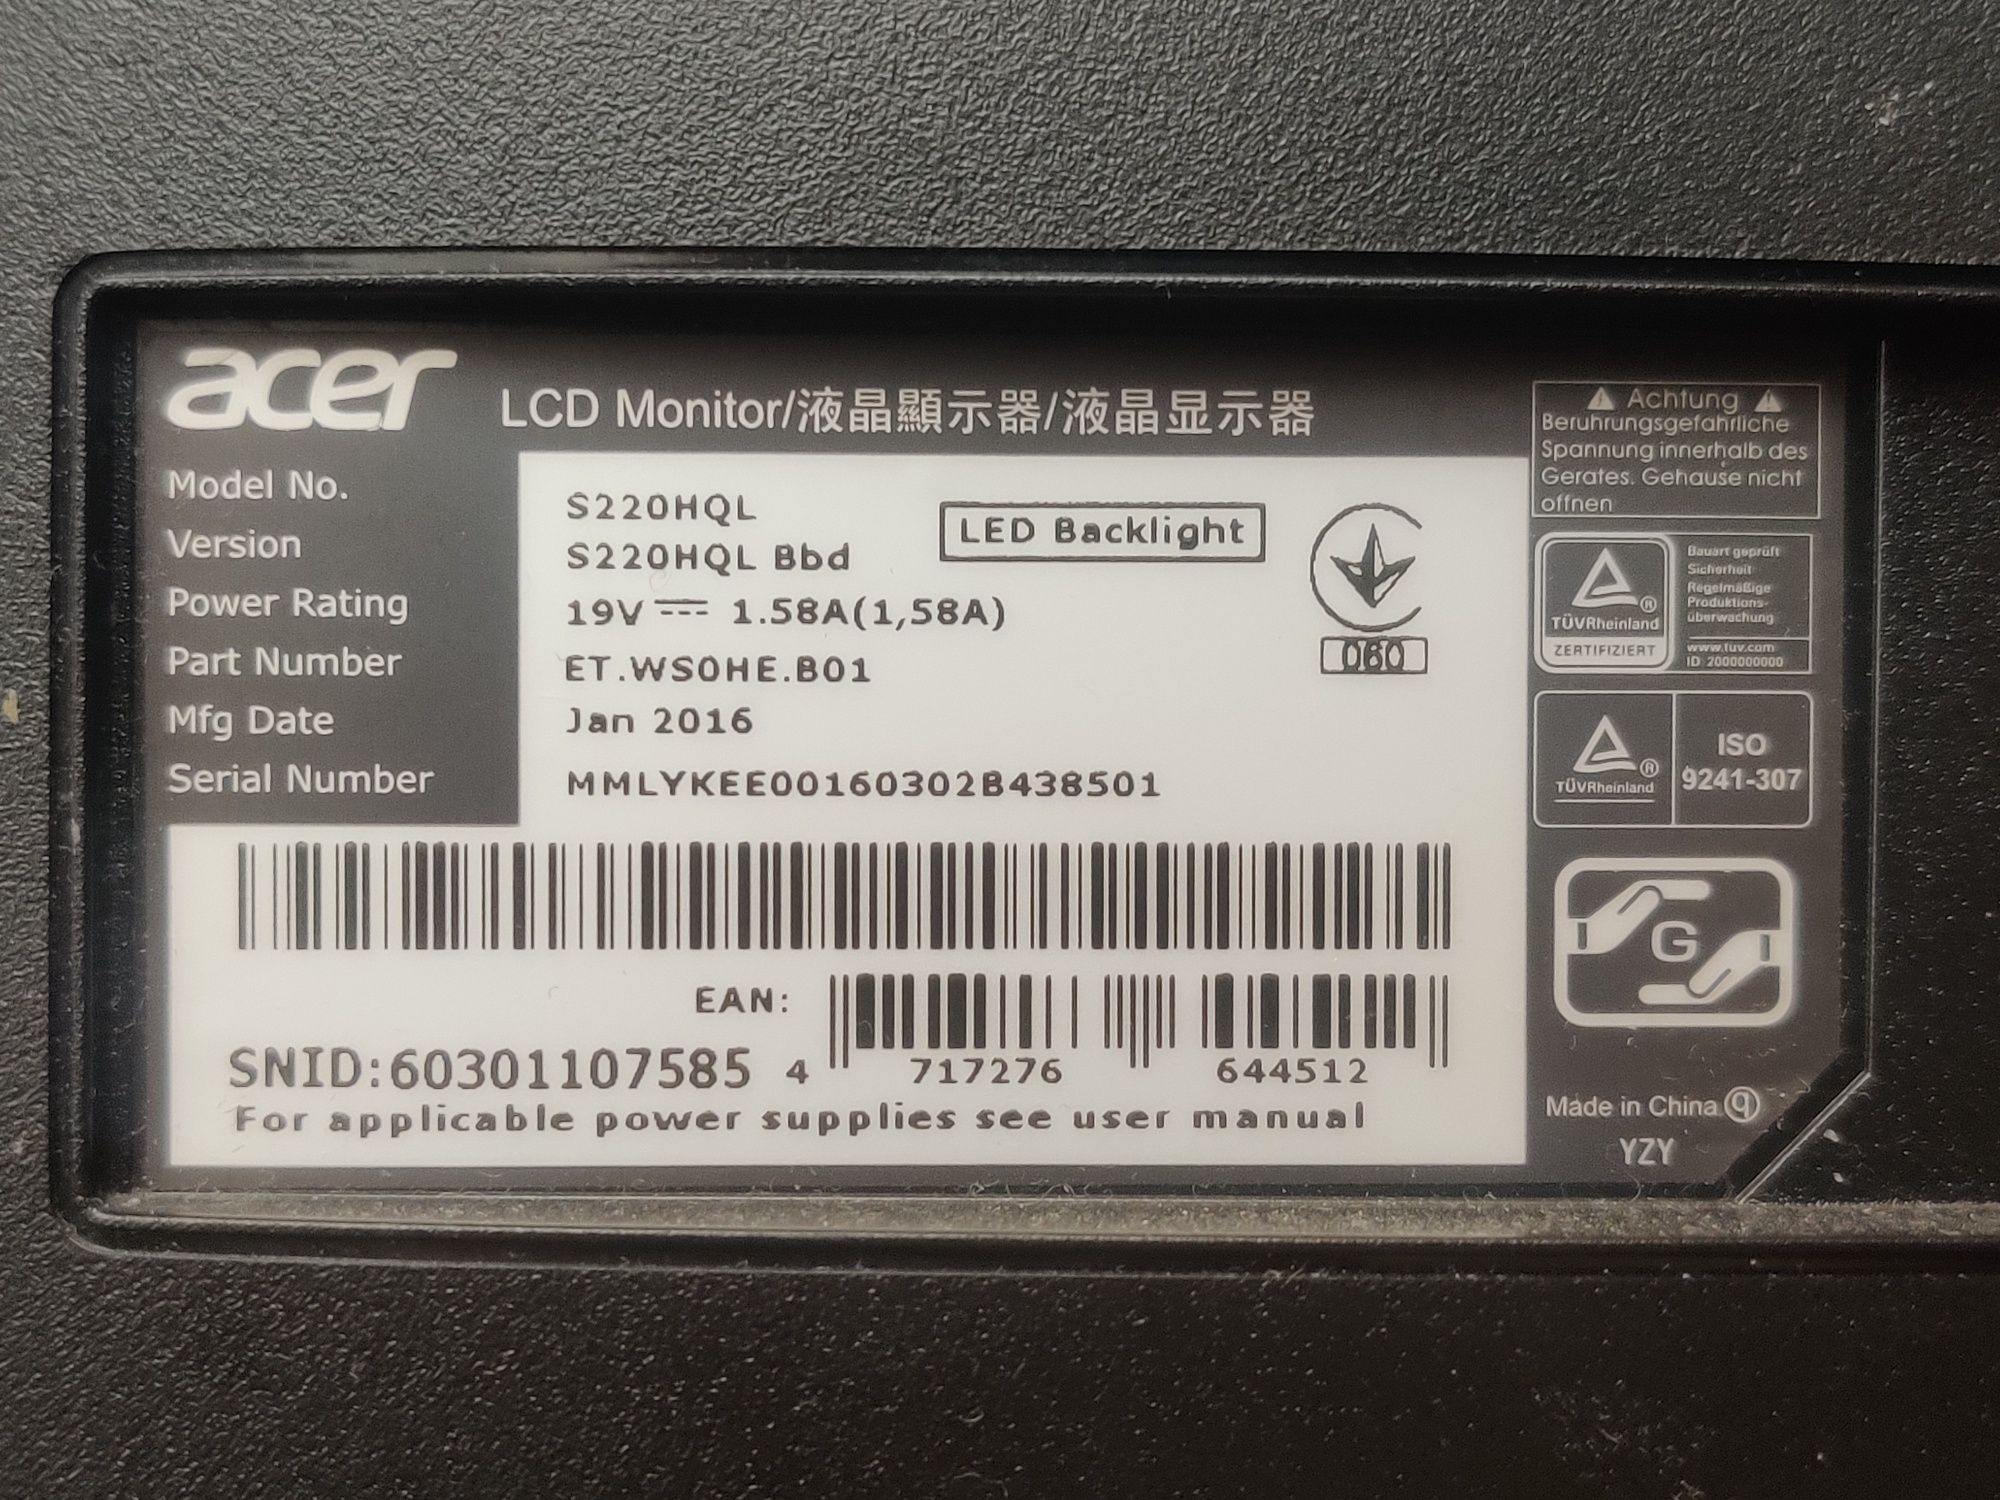 acer LCD Monitor/液晶顯示器/液晶显示器
Model No. S220HQL
Version S220HQL Bbd
LED Backlight
Power Rating 19V 1.58A(1,58A)
060
Part Number ET.WS0HE.B01
Mfg Date Jan 2016
Serial Number MMLYKEE00160302B438501
EAN:
4 717276 644512
SNID:60301107585
For applicable power supplies see user manual
Achtung
Beruhrungsgefahrliche
Spannung innerhalb des
Gerates. Gehause nicht
offnen
TÜVRheinland
ZERTIFIZIERT
Bauart geprüft
Sicherheit
Regelmäßige
Produktions-
überwachung
www.tuv.com
ID 2000000000
TÜVRheinland
ISO
9241-307
G
Made in China q
YZY